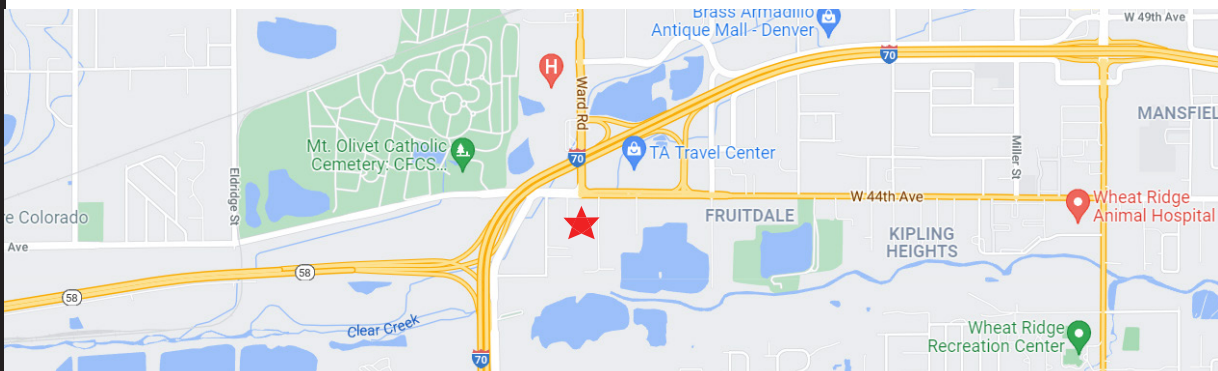 Brass Armadillo
Antique Mall - Denver
W 49th Ave
70
H
Ward Rd
MANSFIEL
Mt. Olivet Catholic
Cemetery: CFCS...
70
TA Travel Center
Miller St
Eldridge St
W 44th Ave
Wheat Ridge
Animal Hospital
re Colorado
FRUITDALE
KIPLING
HEIGHTS
Ave
58
58
Clear Creek
Wheat Ridge
Recreation Center
70